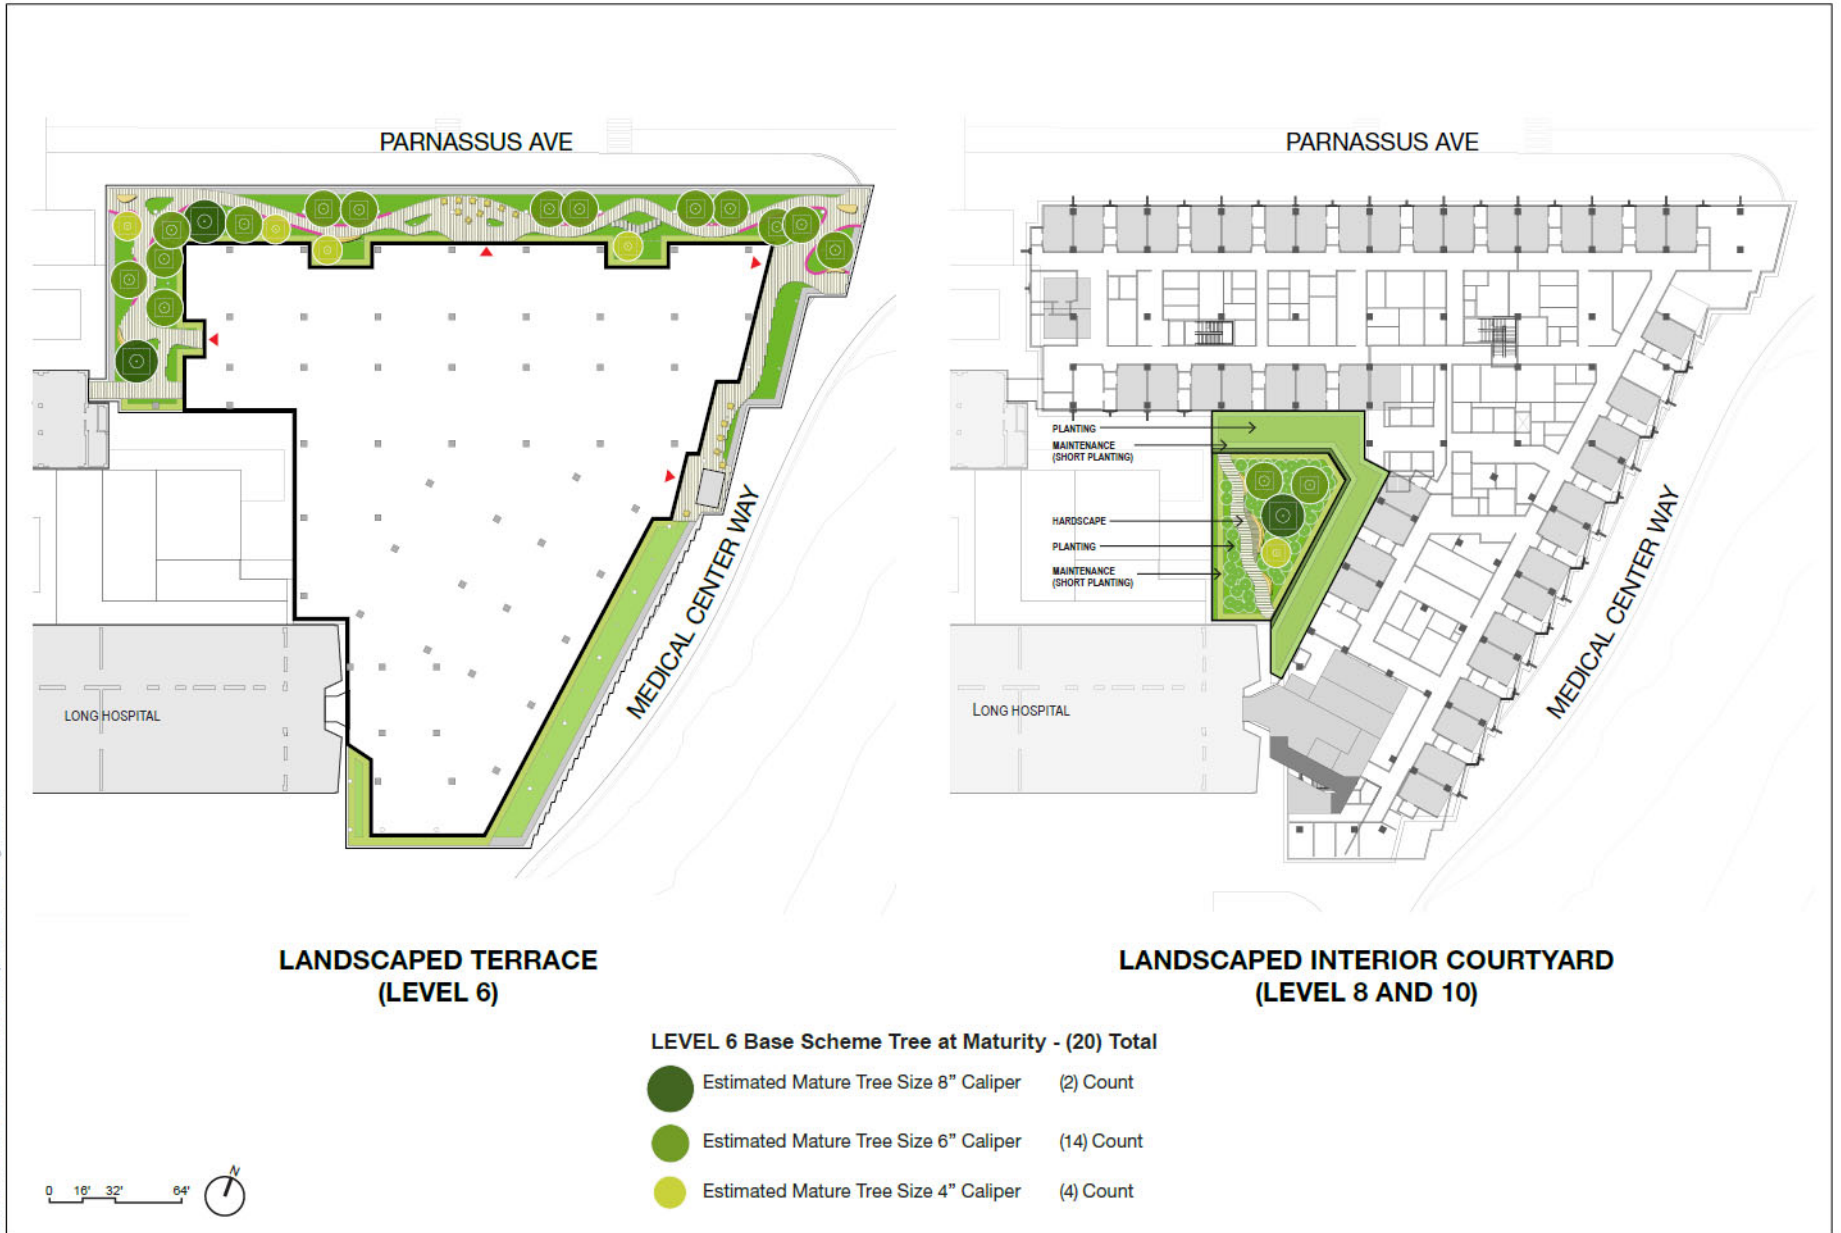 PARNASSUS AVE
PARNASSUS AVE
PLANTING
MAINTENANCE
(SHORT PLANTING)
HARDSCAPE
PLANTING
MAINTENANCE
(SHORT PLANTING)
MEDICAL CENTER WAY
MEDICAL CENTER WAY
LONG HOSPITAL
LONG HOSPITAL
LANDSCAPED TERRACE
(LEVEL 6)
LANDSCAPED INTERIOR COURTYARD
(LEVEL 8 AND 10)
LEVEL 6 Base Scheme Tree at Maturity - (20) Total
Estimated Mature Tree Size 8” Caliper (2) Count
Estimated Mature Tree Size 6” Caliper (14) Count
Estimated Mature Tree Size 4” Caliper (4) Count
0 16' 32' 64'
N